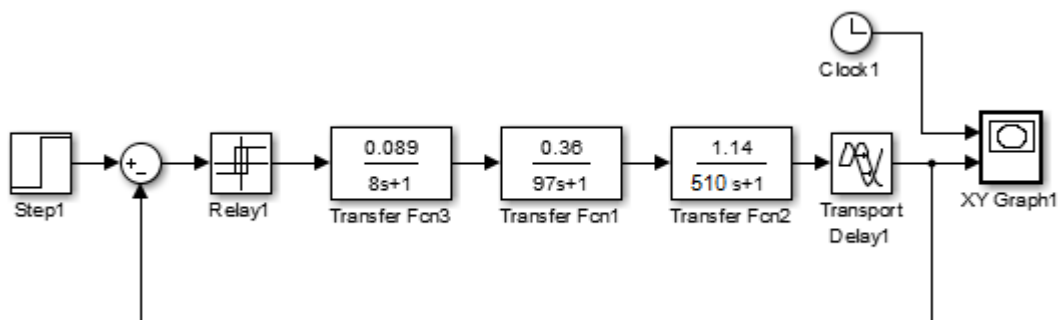 Clock1
Step1
+
-
Relay1
0.089
8s+1
Transfer Fcn3
0.36
97s+1
Transfer Fcn1
1.14
510 s+1
Transfer Fcn2
Transport
Delay1
XY Graph1